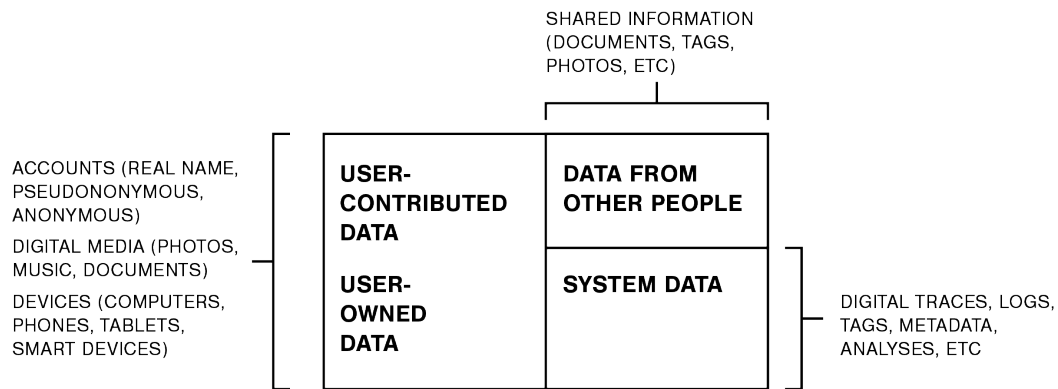 SHARED INFORMATION
(DOCUMENTS, TAGS,
PHOTOS, ETC)
ACCOUNTS (REAL NAME,
PSEUDONONYMOUS,
ANONYMOUS)
DIGITAL MEDIA (PHOTOS,
MUSIC, DOCUMENTS)
DEVICES (COMPUTERS,
PHONES, TABLETS,
SMART DEVICES)
USER-
CONTRIBUTED
DATA
USER-
OWNED
DATA
DATA FROM
OTHER PEOPLE
SYSTEM DATA
DIGITAL TRACES, LOGS,
TAGS, METADATA,
ANALYSES, ETC